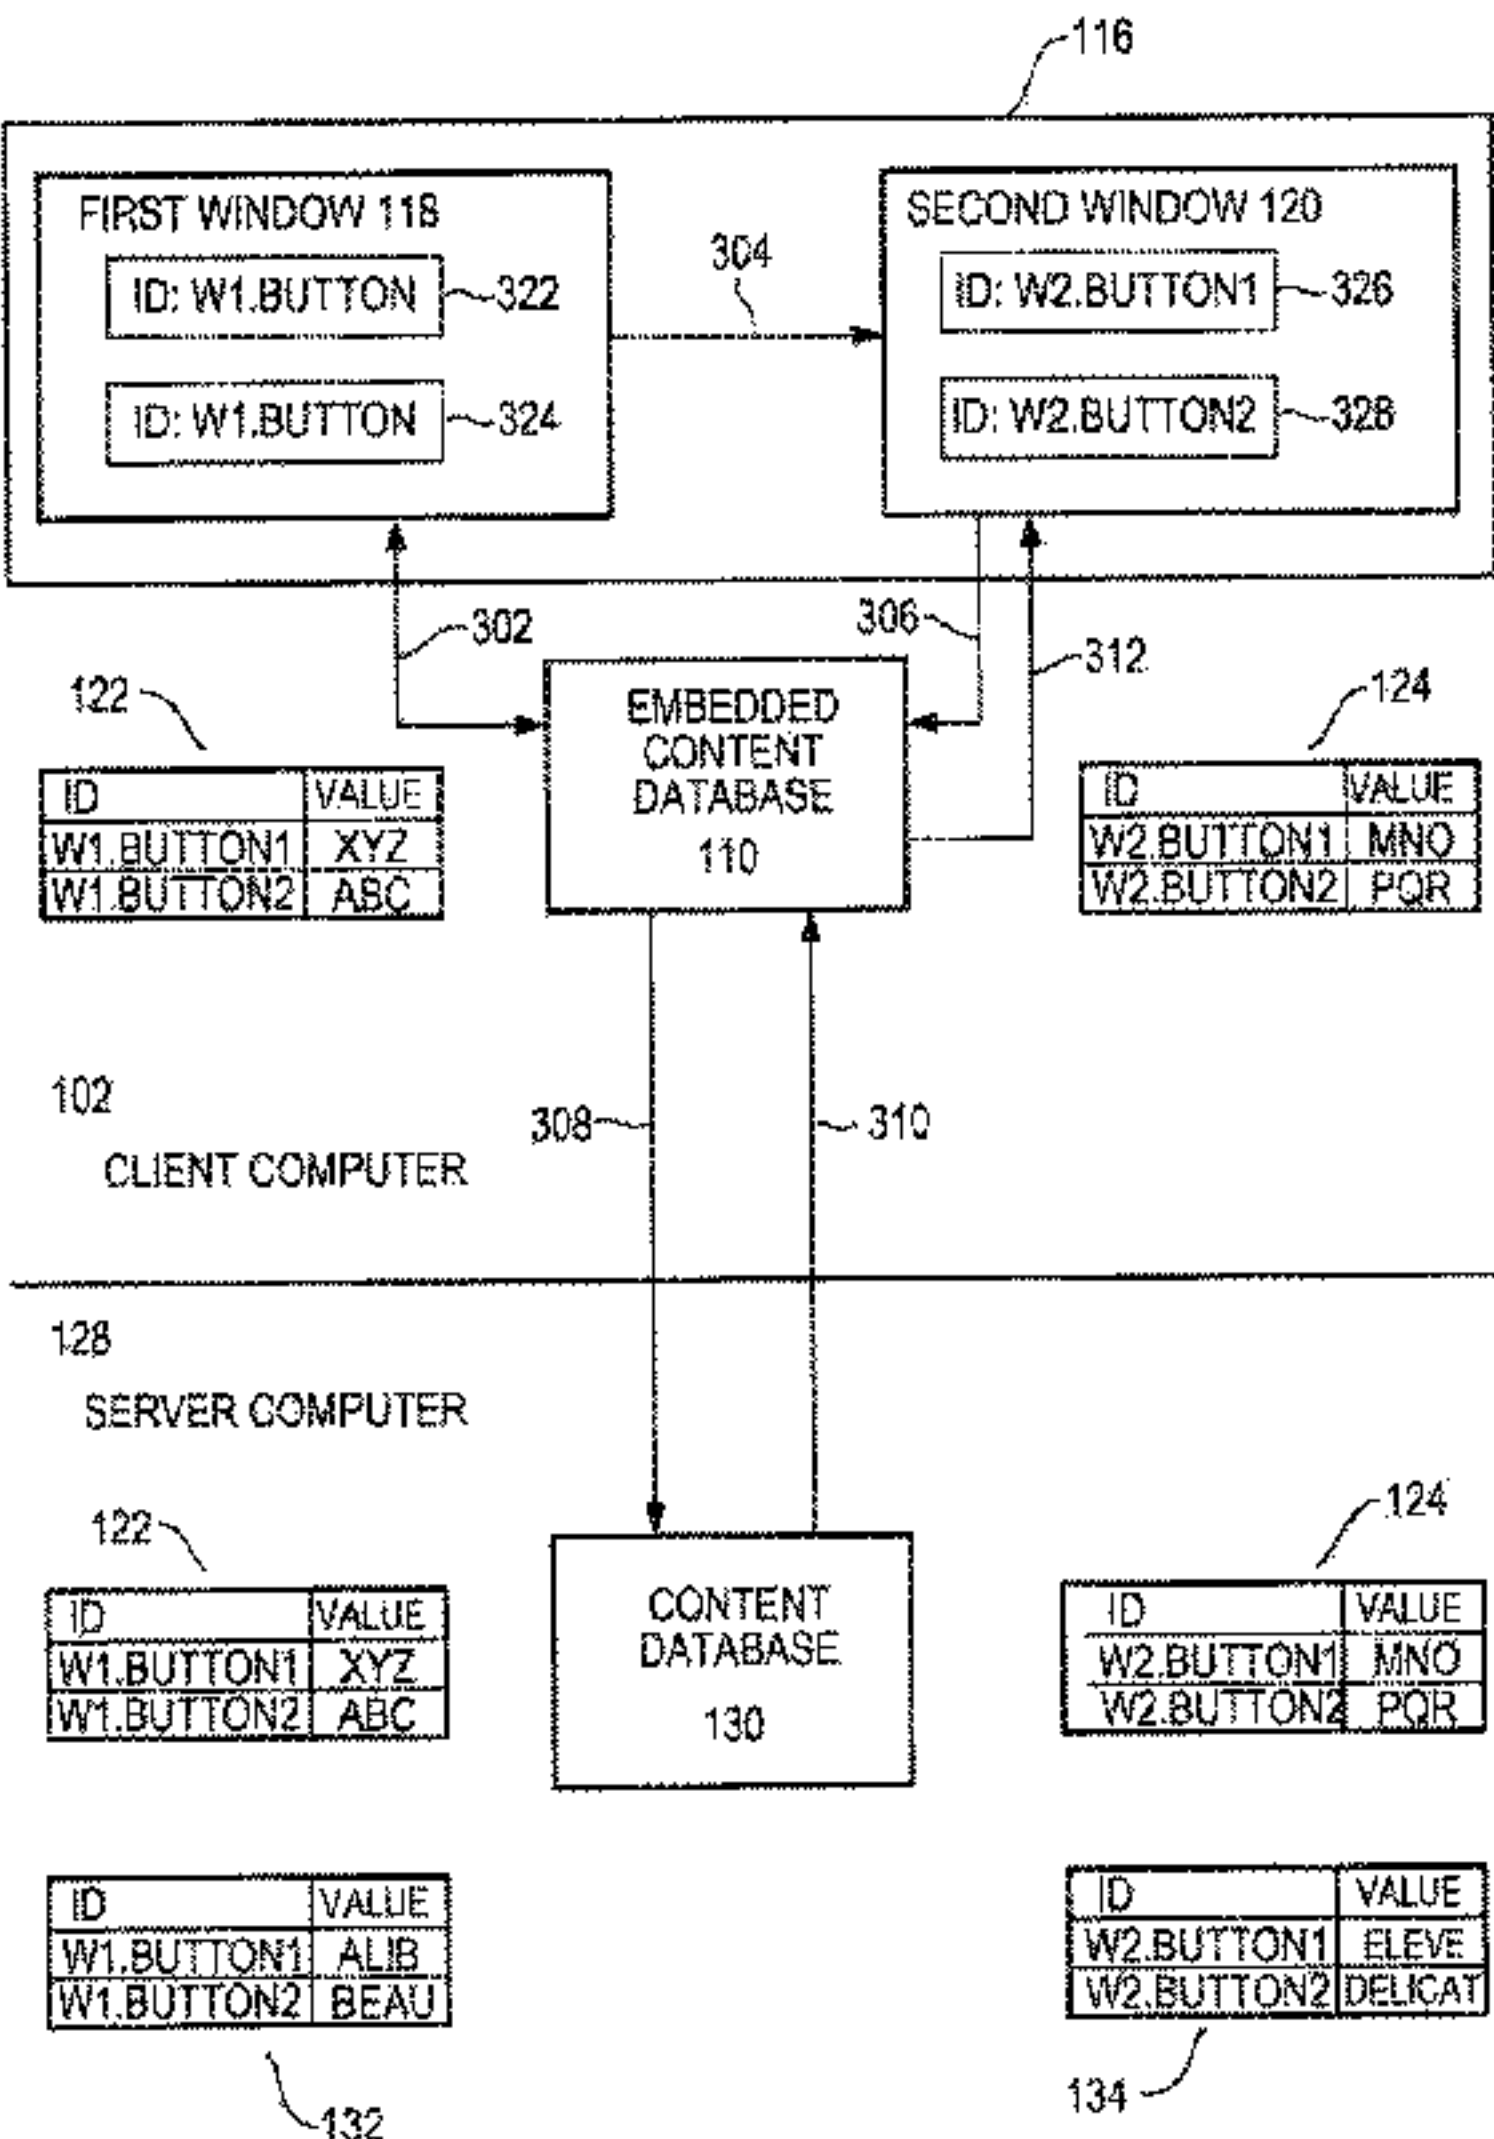 116
FIRST WINDOW 118
ID: W1.BUTTON
322
ID: W1.BUTTON
324
304
SECOND WINDOW 120
ID: W2.BUTTON1
326
ID: W2.BUTTON2
328
302
306
312
122
ID VALUE
W1.BUTTON1 XYZ
W1.BUTTON2 ABC
EMBEDDED
CONTENT
DATABASE
110
124
ID VALUE
W2.BUTTON1 MNO
W2.BUTTON2 PQR
102
CLIENT COMPUTER
308
310
128
SERVER COMPUTER
122
ID VALUE
W1.BUTTON1 XYZ
W1.BUTTON2 ABC
CONTENT
DATABASE
130
124
ID VALUE
W2.BUTTON1 MNO
W2.BUTTON2 PQR
ID VALUE
W1.BUTTON1 ALIB
W1.BUTTON2 BEAU
132
ID VALUE
W2.BUTTON1 ELEVE
W2.BUTTON2 DELICAT
134